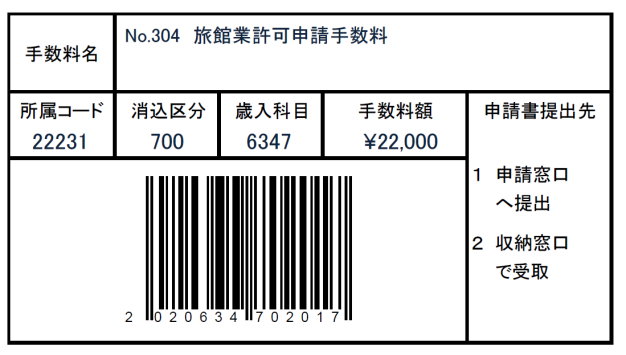 手数料名
No.304 旅館業許可申請手数料
所属コード
22231
消込区分
700
歳入科目
6347
手数料額
¥22,000
申請書提出先
1 申請窓口
へ提出
2 収納窓口
で受取
2 020634 702017